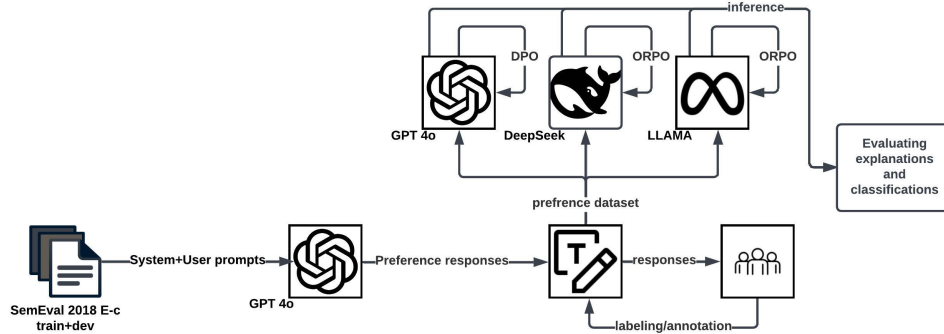 inference
DPO
ORPO
ORPO
GPT 4o
DeepSeek
LLAMA
Evaluating
explanations
and
classifications
prefrence dataset
System+User prompts
Preference responses
T
responses
GPT 4o
SemEval 2018 E-c
train+dev
labeling/annotation